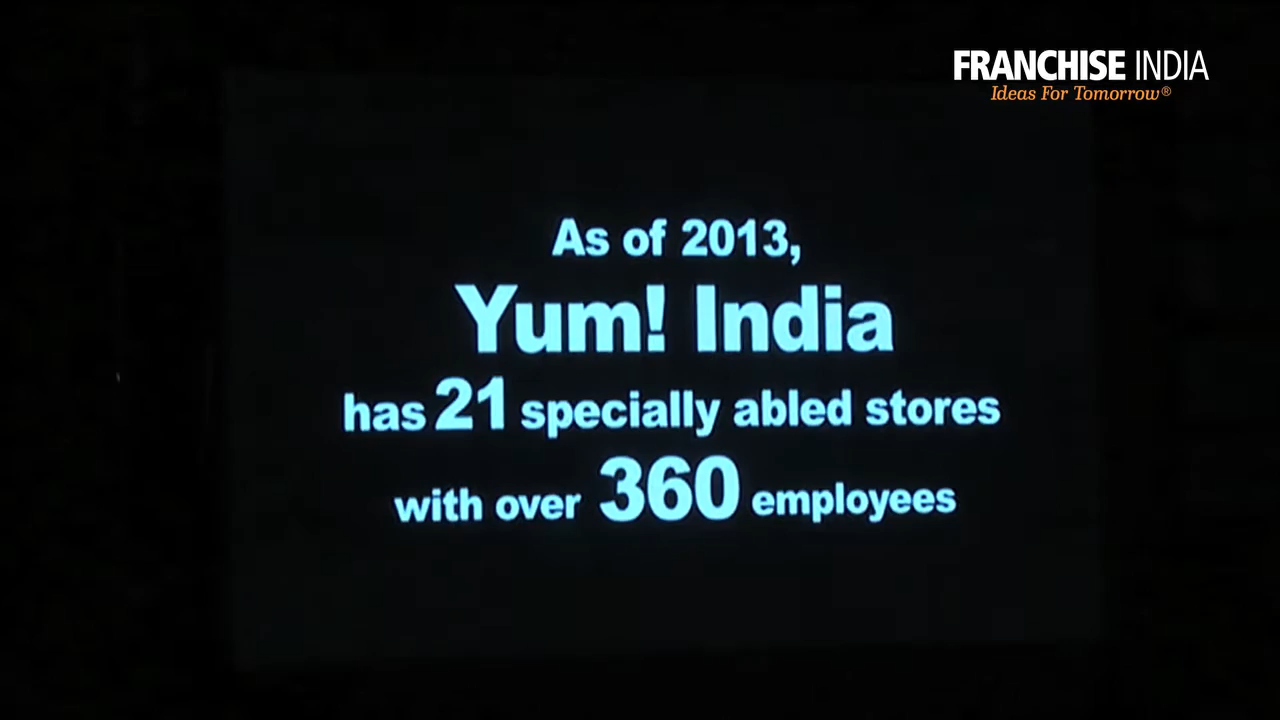 FRANCHISE INDIA
Ideas For Tomorrow®
As of 2013,
Yum! India
has 21 specially abled stores
with over 360 employees